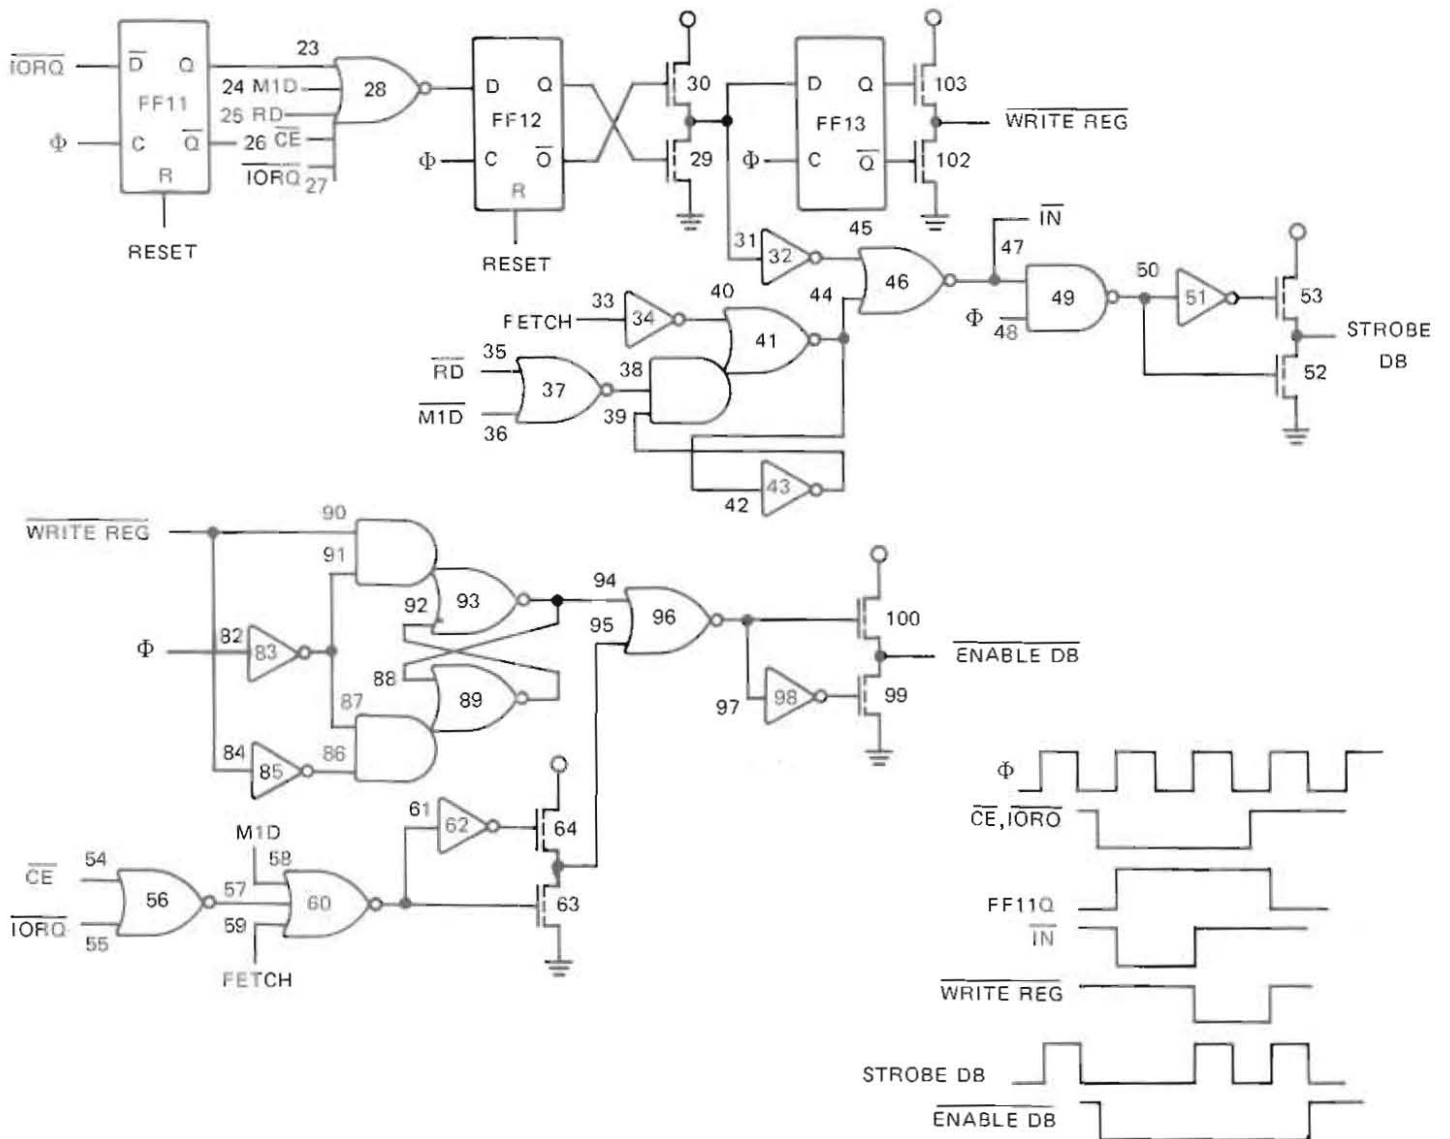 IORQ
D
Q
FF11
Φ
C
Q
R
RESET
23
24 M1D
25 RD
26 CE
IORQ 27
28
D
Q
FF12
Φ
C
Q
R
RESET
30
29
D
Q
FF13
Φ
C
Q
103
102
WRITE REG
31
32
45
46
44
47
IN
49
Φ
48
50
51
53
52
STROBE
DB
FETCH
33
34
40
41
RD
35
M1D
36
37
38
39
42
43
WRITE REG
90
91
92
93
Φ
82
83
88
89
87
86
84
85
94
95
96
97
98
100
99
ENABLE DB
CE
54
IORQ
55
56
M1D
58
57
59
60
FETCH
61
62
64
63
Φ
CE, IORQ
FF11Q
IN
WRITE REG
STROBE DB
ENABLE DB